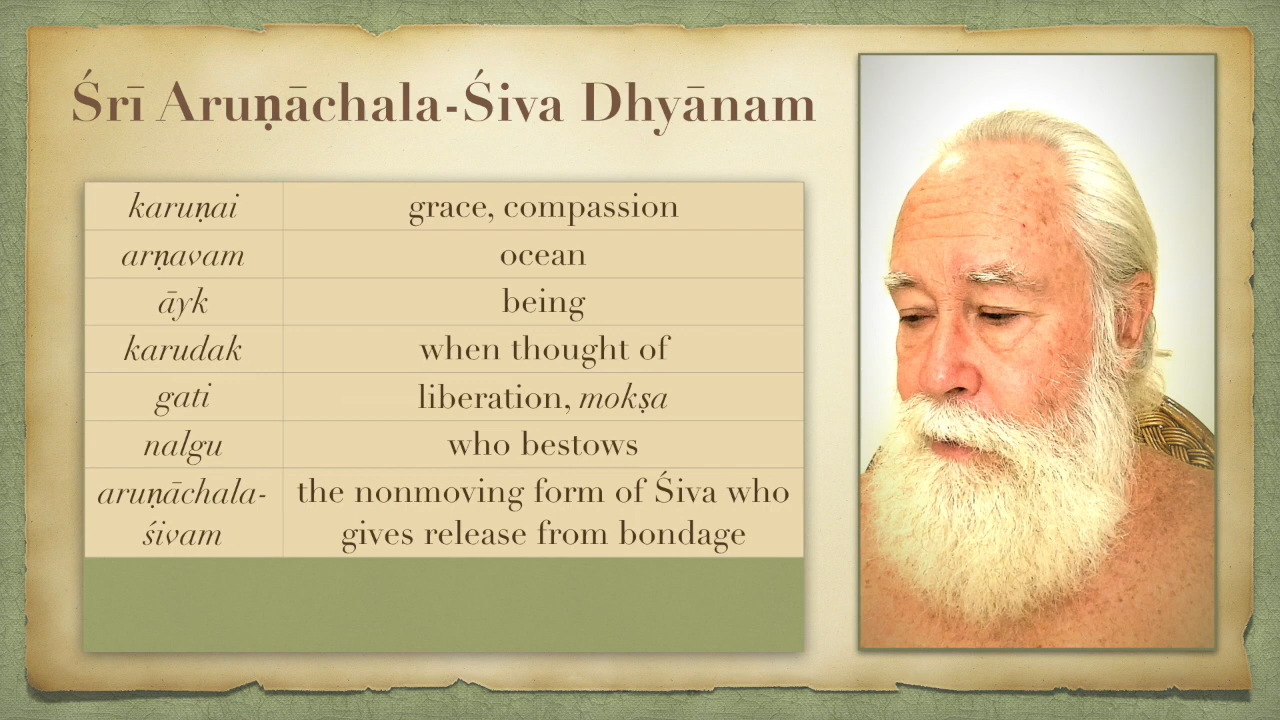 Śrī Aruṇāchala-Śiva Dhyānam
karuṇai grace, compassion
arṇavam ocean
āyk being
karudak when thought of
gati liberation, mokṣa
nalgu who bestows
aruṇāchala- the nonmoving form of Śiva who
śivam gives release from bondage